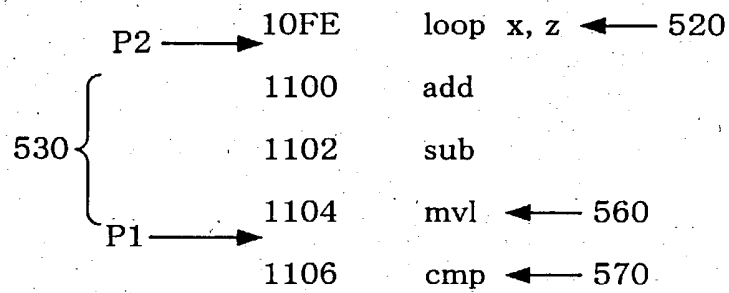 10FE loop x, z 520
P2
1100 add
530
1102 sub
1104 mvl 560
P1
1106 cmp 570